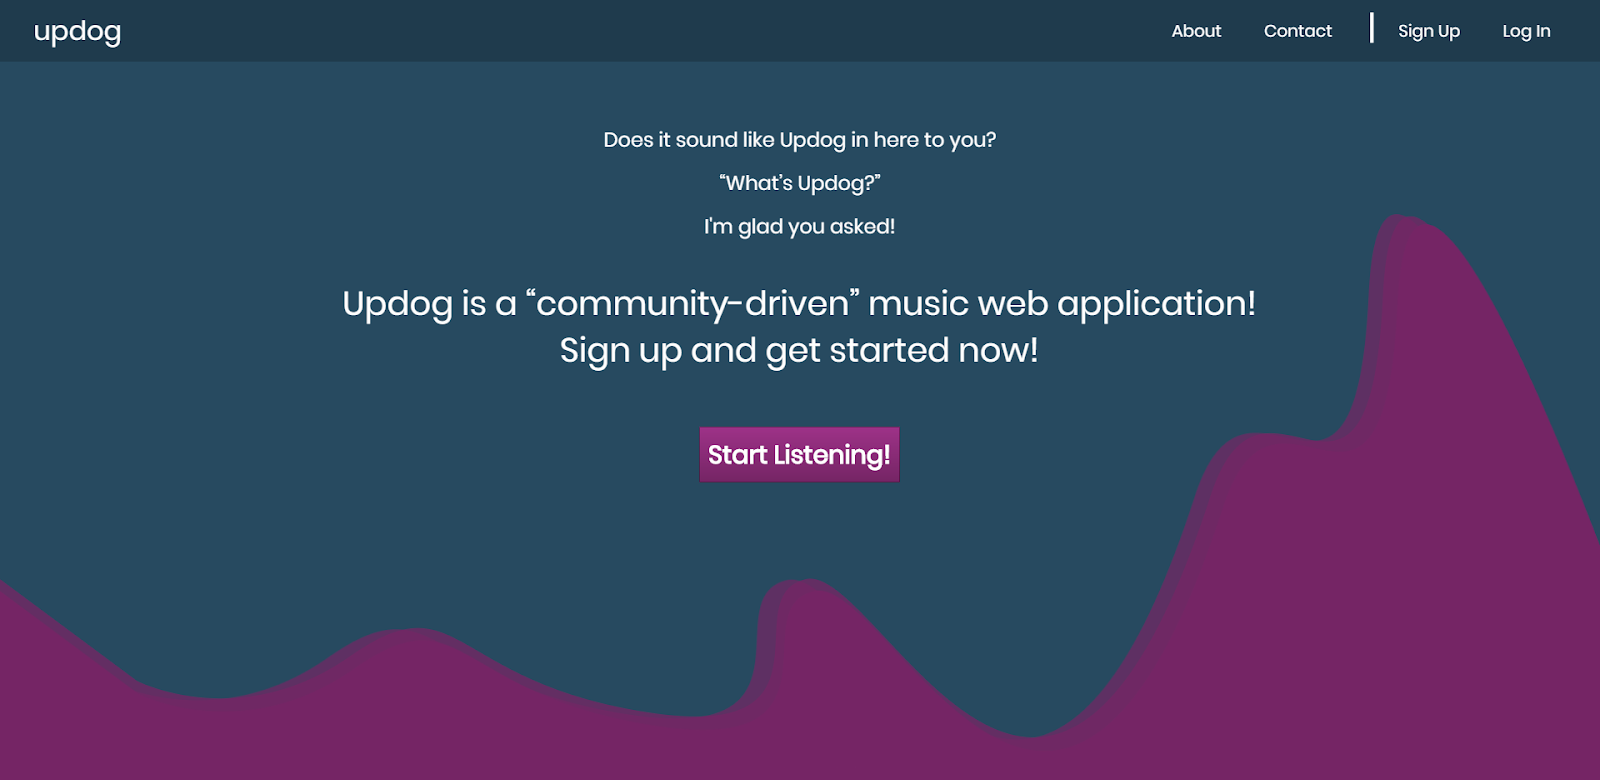 updog
About Contact Sign Up Log In
Does it sound like Updog in here to you?
“What’s Updog?”
I'm glad you asked!
Updog is a “community-driven” music web application!
Sign up and get started now!
Start Listening!